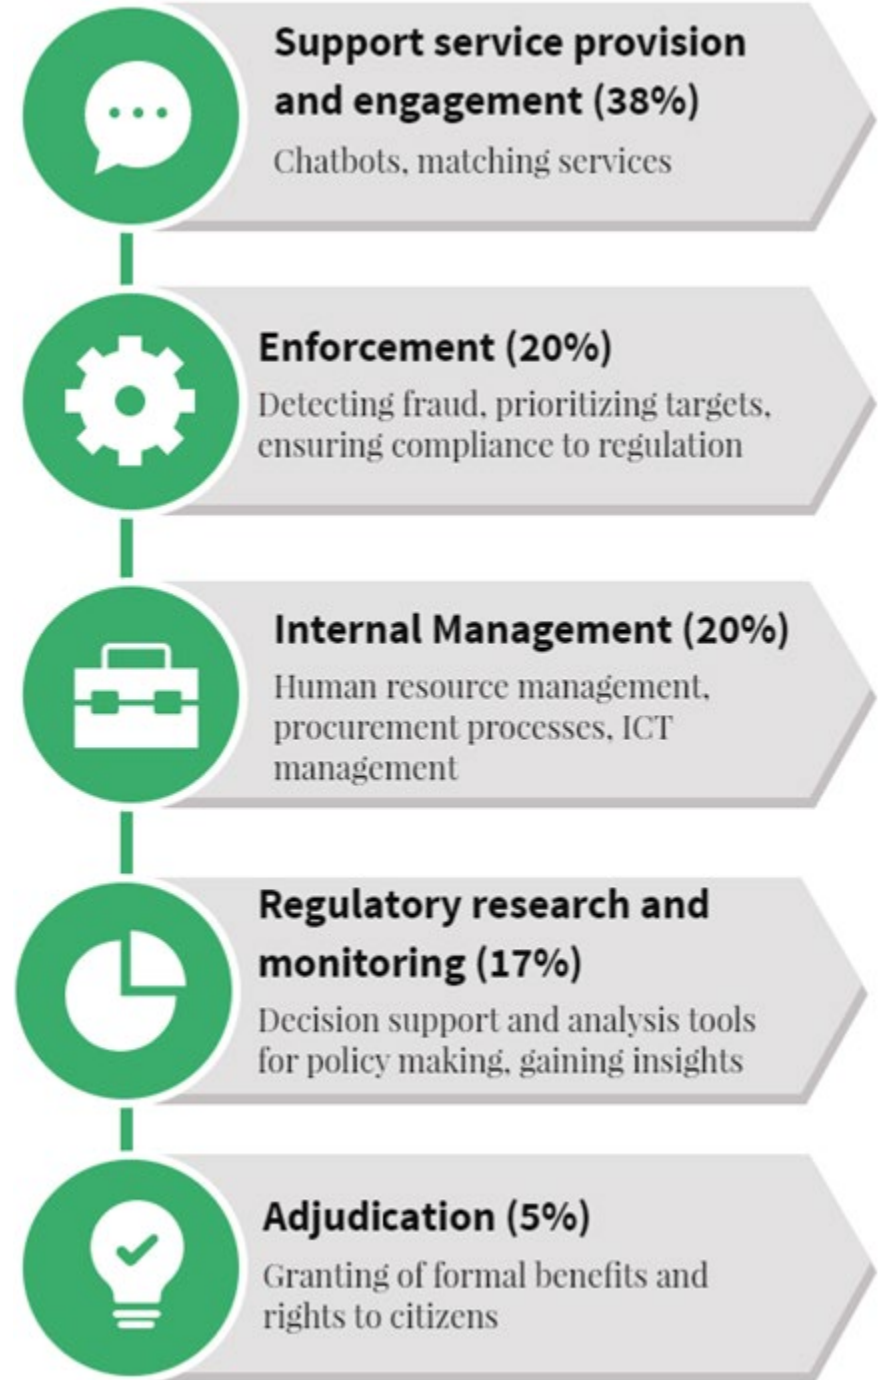 Support service provision
and engagement (38%)
Chatbots, matching services
Enforcement (20%)
Detecting fraud, prioritizing targets,
ensuring compliance to regulation
Internal Management (20%)
Human resource management,
procurement processes, ICT
management
Regulatory research and
monitoring (17%)
Decision support and analysis tools
for policy making, gaining insights
Adjudication (5%)
Granting of formal benefits and
rights to citizens